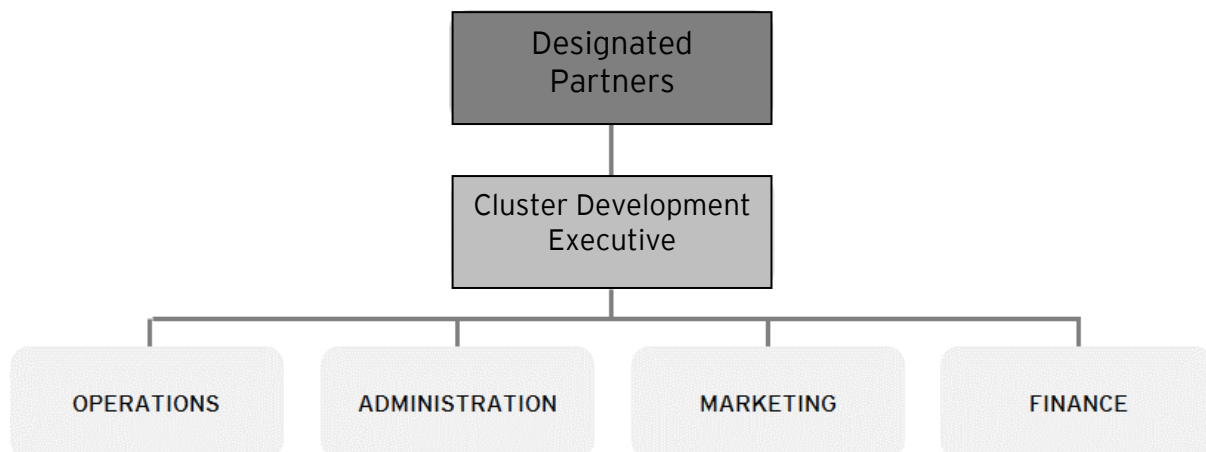 Designated
Partners
Cluster Development
Executive
OPERATIONS
ADMINISTRATION
MARKETING
FINANCE